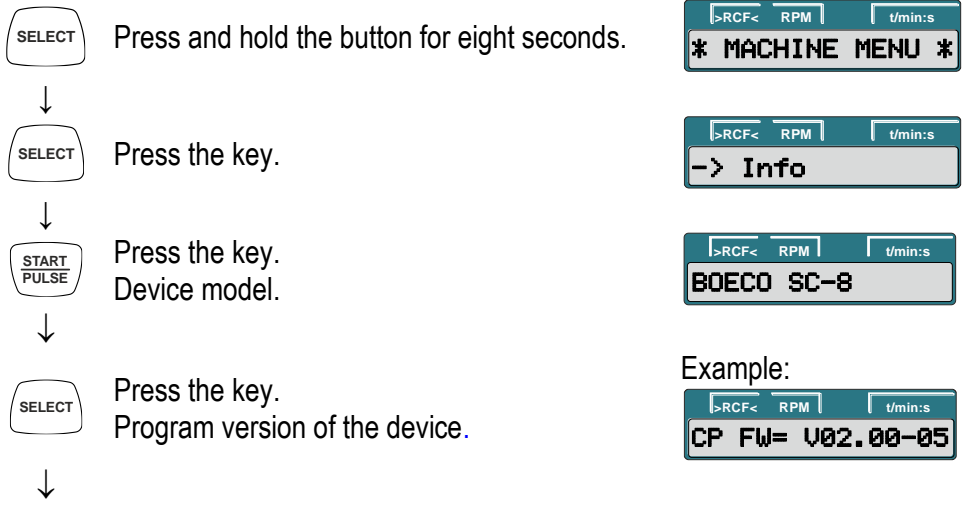 SELECT
Press and hold the button for eight seconds.
>RCF< RPM t/min:s
* MACHINE MENU *
↓
SELECT
Press the key.
>RCF< RPM t/min:s
-> Info
↓
START
PULSE
Press the key.
Device model.
>RCF< RPM t/min:s
BOECO SC-8
↓
SELECT
Press the key.
Program version of the device.
Example:
>RCF< RPM t/min:s
CP FW= V02.00-05
↓